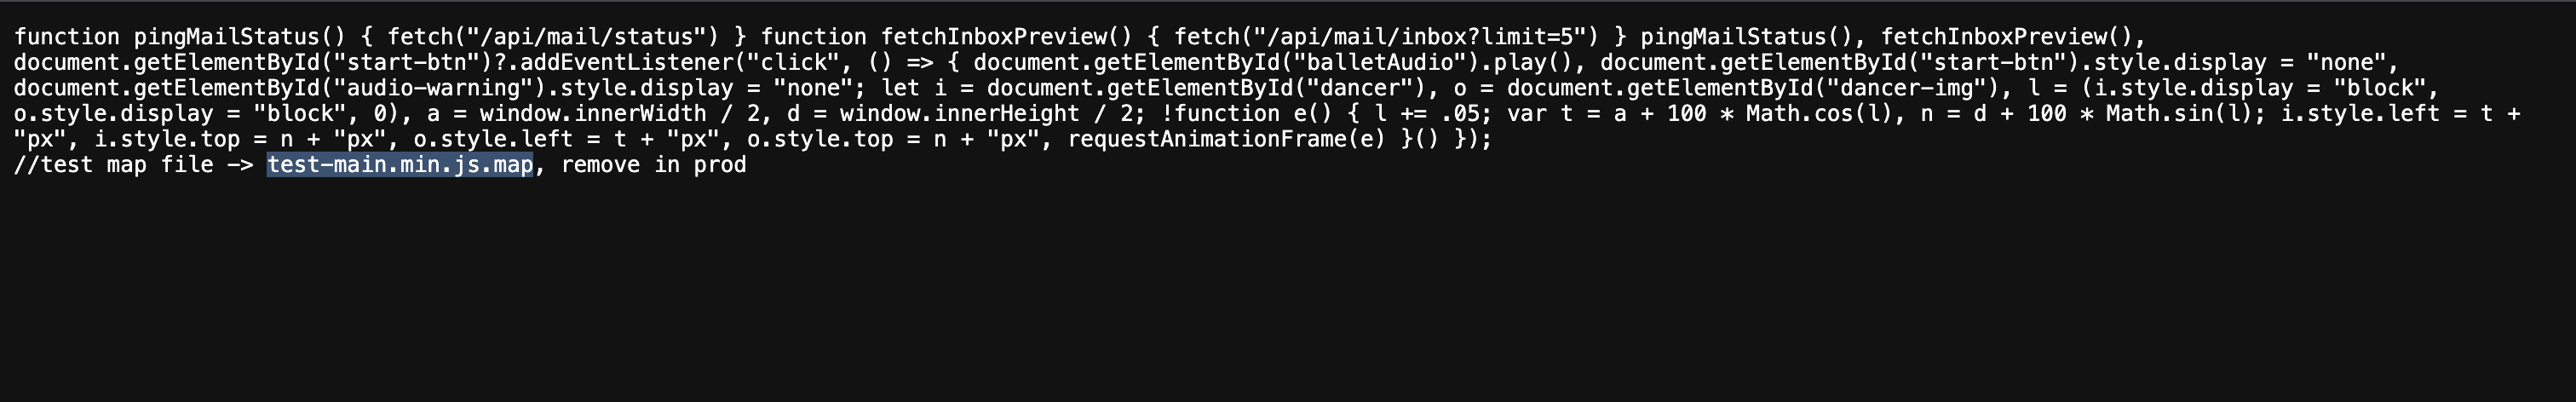 function pingMailStatus() { fetch("/api/mail/status") } function fetchInboxPreview() { fetch("/api/mail/inbox?limit=5") } pingMailStatus(), fetchInboxPreview(),
document.getElementById("start-btn")?.addEventListener("click", () => { document.getElementById("balletAudio").play(), document.getElementById("start-btn").style.display = "none",
document.getElementById("audio-warning").style.display = "none"; let i = document.getElementById("dancer"), o = document.getElementById("dancer-img"), l = (i.style.display = "block",
o.style.display = "block", 0), a = window.innerWidth / 2, d = window.innerHeight / 2; !function e() { l += .05; var t = a + 100 * Math.cos(l), n = d + 100 * Math.sin(l); i.style.left = t +
"px", i.style.top = n + "px", o.style.left = t + "px", o.style.top = n + "px", requestAnimationFrame(e) }() });
//test map file -> test-main.min.js.map, remove in prod